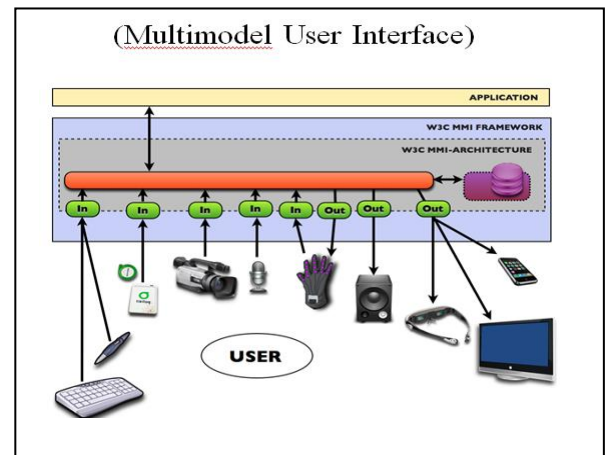 (Multimodel User Interface)
APPLICATION
W3C MMI FRAMEWORK
W3C MMI-ARCHITECTURE
In
In
In
In
In
Out
Out
Out
USER